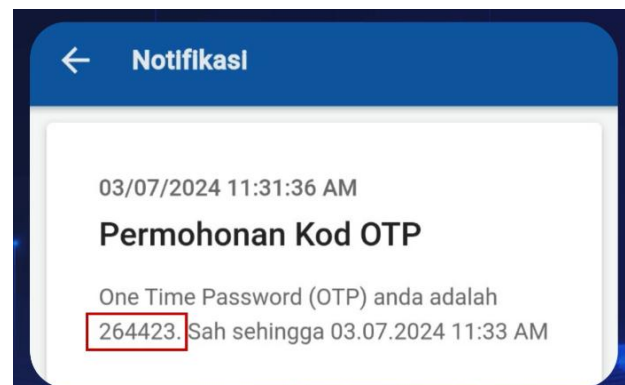 Notifikasi
03/07/2024 11:31:36 AM
Permohonan Kod OTP
One Time Password (OTP) anda adalah
264423. Sah sehingga 03.07.2024 11:33 AM